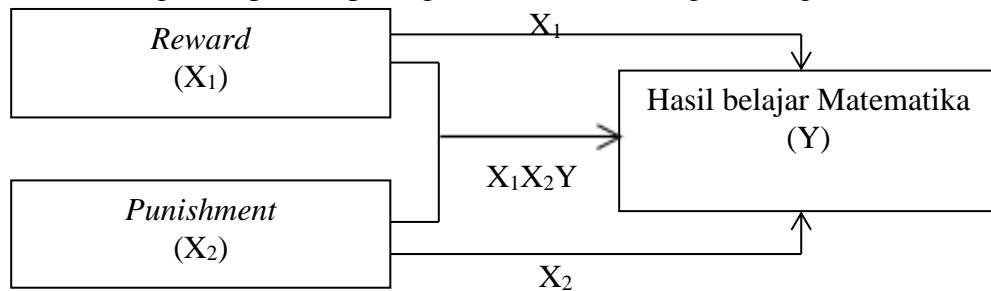 X₁
Reward
(X₁)
Hasil belajar Matematika
(Y)
X₁X₂Y
Punishment
(X₂)
X₂